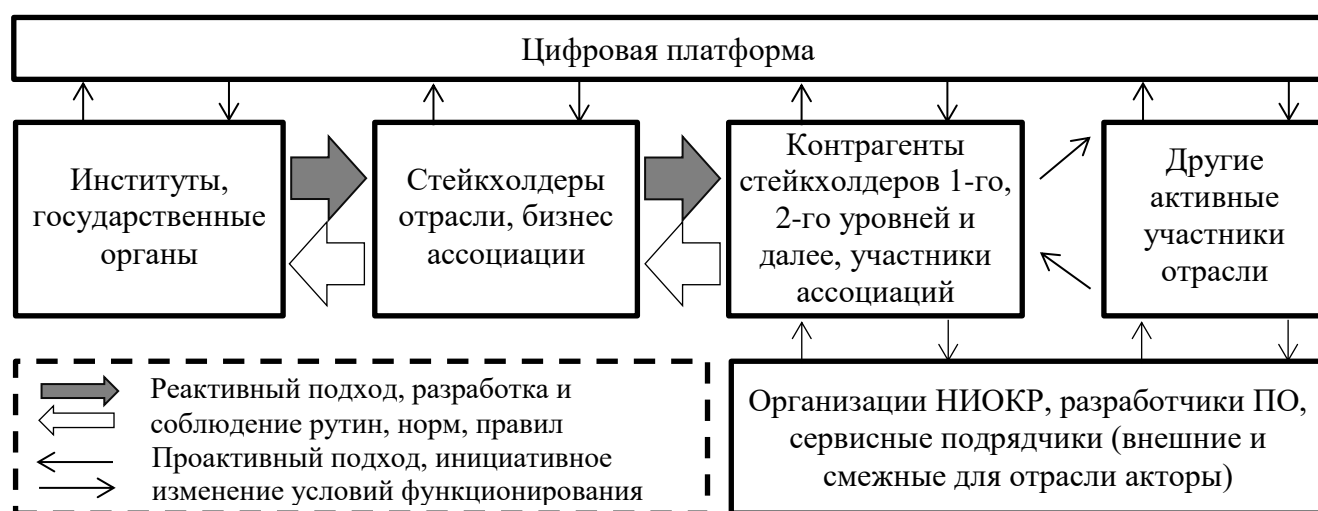 Цифровая платформа
Институты,
государственные
органы
Стейкхолдеры
отрасли, бизнес
ассоциации
Контрагенты
стейкхолдеров 1-го,
2-го уровней и
далее, участники
ассоциаций
Другие
активные
участники
отрасли
Реактивный подход, разработка и
соблюдение рутин, норм, правил
Проактивный подход, инициативное
изменение условий функционирования
Организации НИОКР, разработчики ПО,
сервисные подрядчики (внешние и
смежные для отрасли акторы)